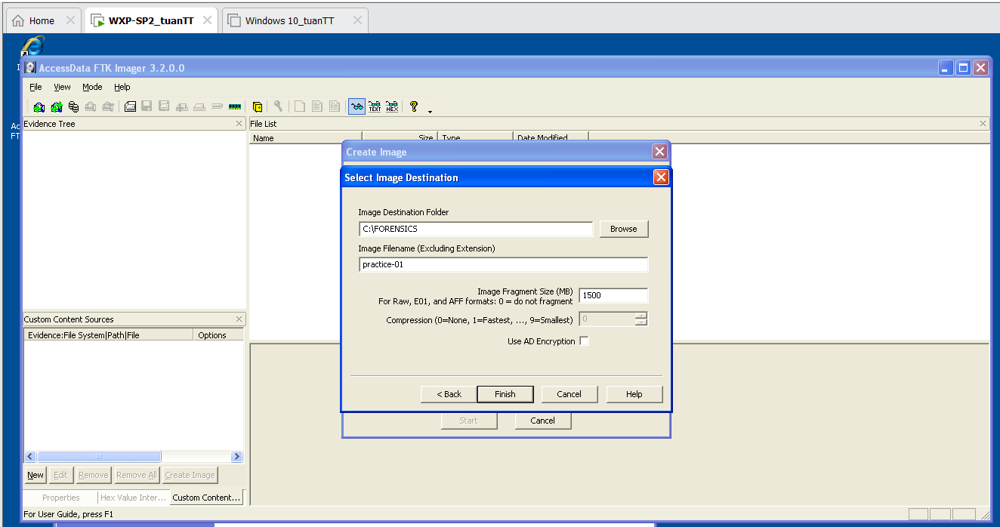 Home
WXP-SP2_tuanTT
Windows 10_tuanTT
AccessData FTK Imager 3.2.0.0
File View Mode Help
TEXT HEX
Evidence Tree
File List
Name Size Type Date Modified
Create Image
Select Image Destination
Image Destination Folder
C:\FORENSICS
Browse
Image Filename (Excluding Extension)
practice-01
Image Fragment Size (MB)
For Raw, E01, and AFF formats: 0 = do not fragment
1500
Compression (0=None, 1=Fastest, ..., 9=Smallest)
0
Use AD Encryption
< Back Finish Cancel Help
Start Cancel
Custom Content Sources
Evidence:File System|Path|File Options
New Edit Remove Remove All Create Image
Properties Hex Value Inter... Custom Content...
For User Guide, press F1